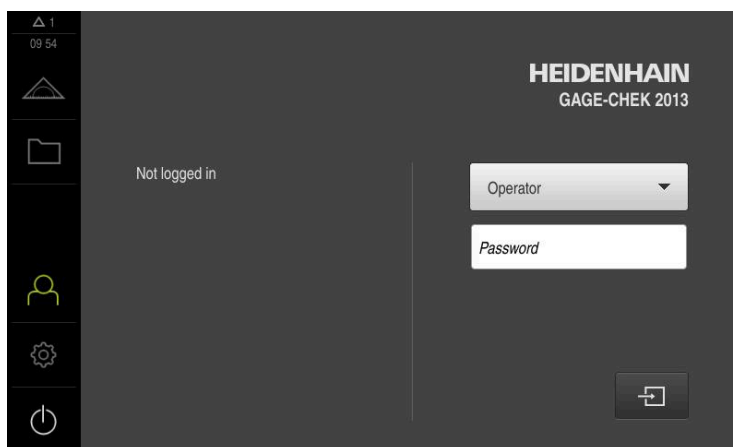 1
09 54
HEIDENHAIN
GAGE-CHEK 2013
Not logged in
Operator
Password